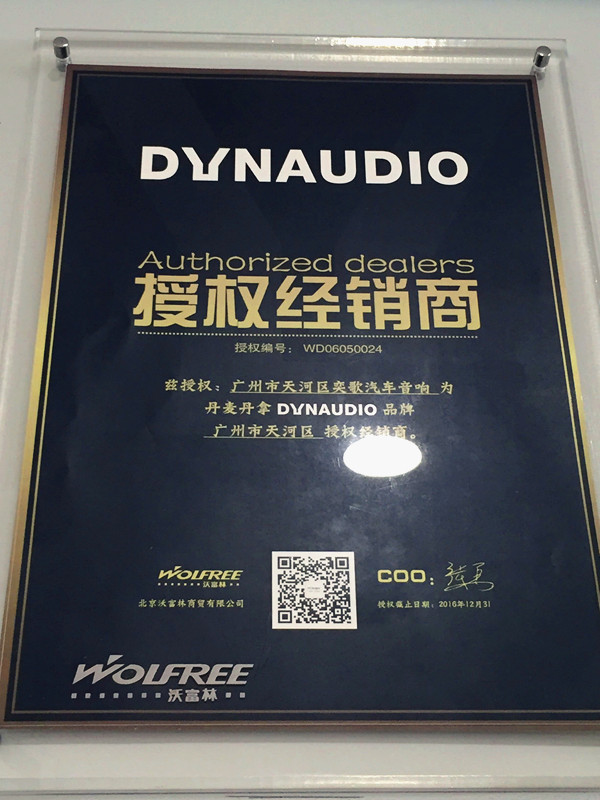 DYNAUDIO
Authorized dealers
授权经销商
授权编号： WD06050024
兹授权：广州市天河区奕歌汽车音响 为
丹麦丹拿 DYNAUDIO 品牌
广州市天河区 授权经销商。
WOLFREE
沃富林
北京沃富林商贸有限公司
COO：
授权截止日期：2016年12月31
WOLFREE
沃富林